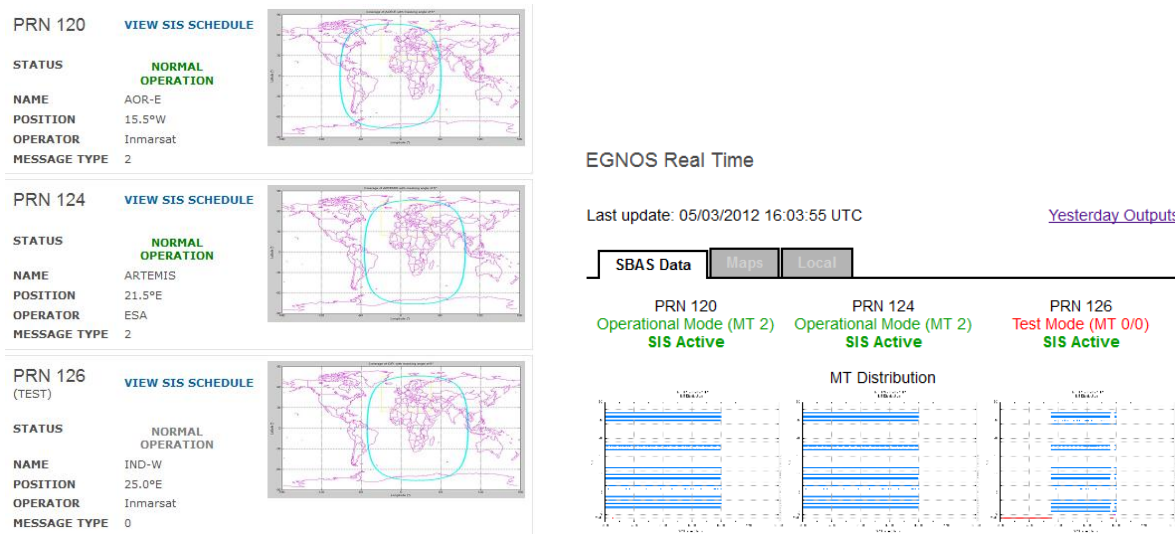 PRN 120 VIEW SIS SCHEDULE
STATUS NORMAL
OPERATION
NAME AOR-E
POSITION 15.5°W
OPERATOR Inmarsat
MESSAGE TYPE 2
PRN 124 VIEW SIS SCHEDULE
STATUS NORMAL
OPERATION
NAME ARTEMIS
POSITION 21.5°E
OPERATOR ESA
MESSAGE TYPE 2
PRN 126 VIEW SIS SCHEDULE
(TEST)
STATUS NORMAL
OPERATION
NAME IND-W
POSITION 25.0°E
OPERATOR Inmarsat
MESSAGE TYPE 0
EGNOS Real Time
Last update: 05/03/2012 16:03:55 UTC Yesterday Outputs
SBAS Data Maps Local
PRN 120 PRN 124 PRN 126
Operational Mode (MT 2) Operational Mode (MT 2) Test Mode (MT 0/0)
SIS Active SIS Active SIS Active
MT Distribution